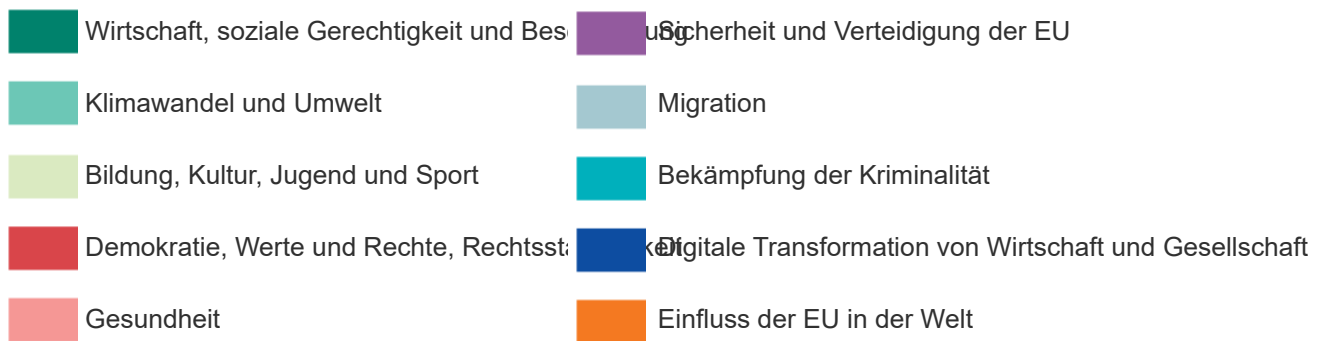 Wirtschaft, soziale Gerechtigkeit und
Sicherheit und Verteidigung der EU
Klimawandel und Umwelt
Migration
Bildung, Kultur, Jugend und Sport
Bekämpfung der Kriminalität
Demokratie, Werte und Rechte,
Digitale Transformation von Wirtschaft und Gesellschaft
Gesundheit
Einfluss der EU in der Welt